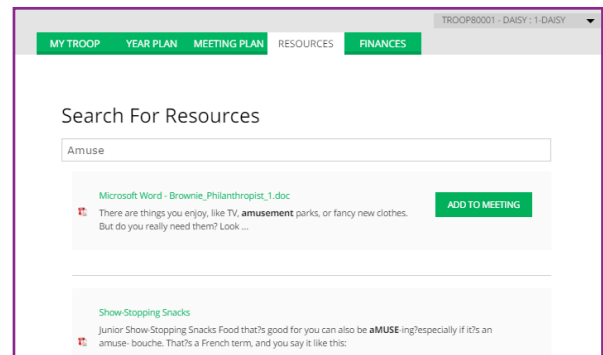 TROOP80001 - DAISY : 1-DAISY
MY TROOP YEAR PLAN MEETING PLAN RESOURCES FINANCES
Search For Resources
Amuse
Microsoft Word - Brownie_Philanthropist_1.doc
There are things you enjoy, like TV, amusement parks, or fancy new clothes.
But do you really need them? Look ...
ADD TO MEETING
Show-Stopping Snacks
Junior Show-Stopping Snacks Food that?s good for you can also be aMUSE-ing?especially if it?s an
amuse- bouche. That?s a French term, and you say it like this: